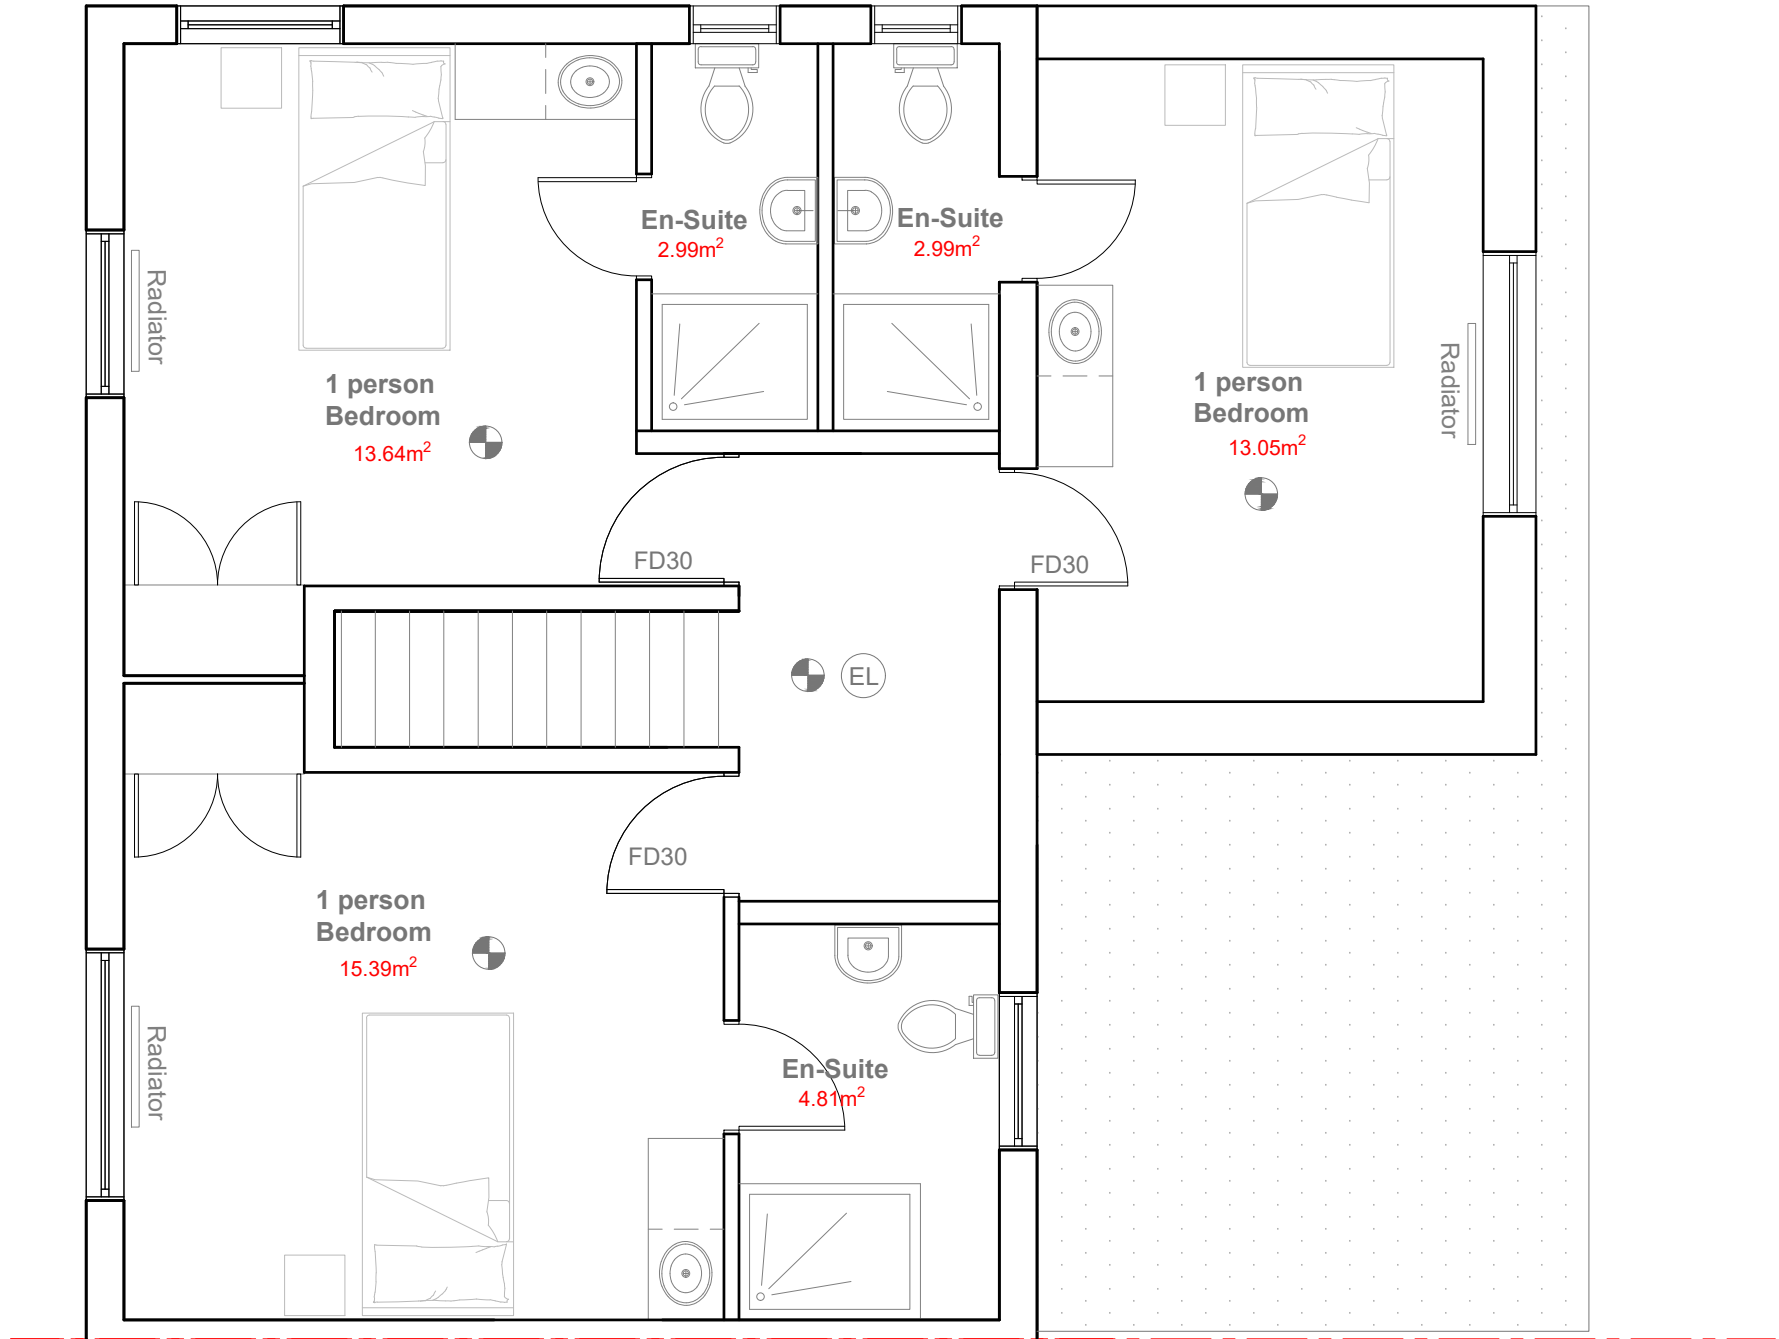 En-Suite
2.99m²
En-Suite
2.99m²
Radiator
1 person
Bedroom
13.64m²
1 person
Bedroom
13.05m²
Radiator
FD30
FD30
EL
FD30
1 person
Bedroom
15.39m²
Radiator
En-Suite
4.81m²